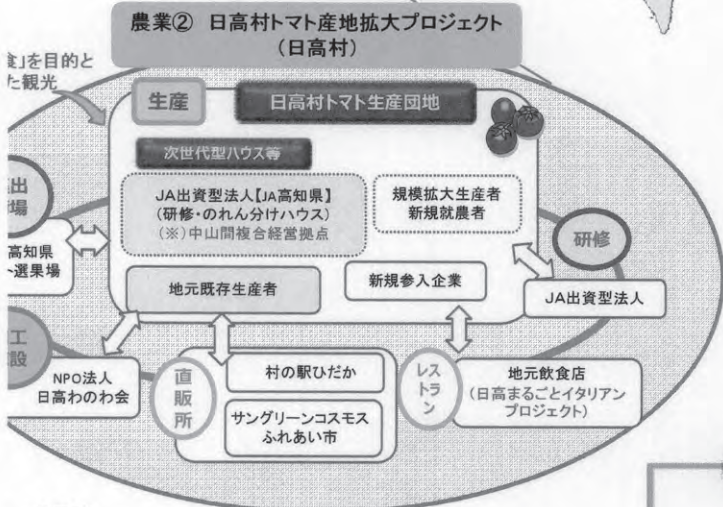 農業② 日高村トマト産地拡大プロジェクト
(日高村)
食」を目的と
た観光
生産
日高村トマト生産団地
次世代型ハウス等
JA出資型法人【JA高知県】
(研修・のれん分けハウス)
(※)中山間複合経営拠点
規模拡大生産者
新規就農者
出
場
高知県
選果場
研修
地元既存生産者
新規参入企業
JA出資型法人
工
設
NPO法人
日高わのわ会
直
販
所
村の駅ひだか
サングリーンコスモス
ふれあい市
レ
スト
ラン
地元飲食店
(日高まるごとイタリアン
プロジェクト)